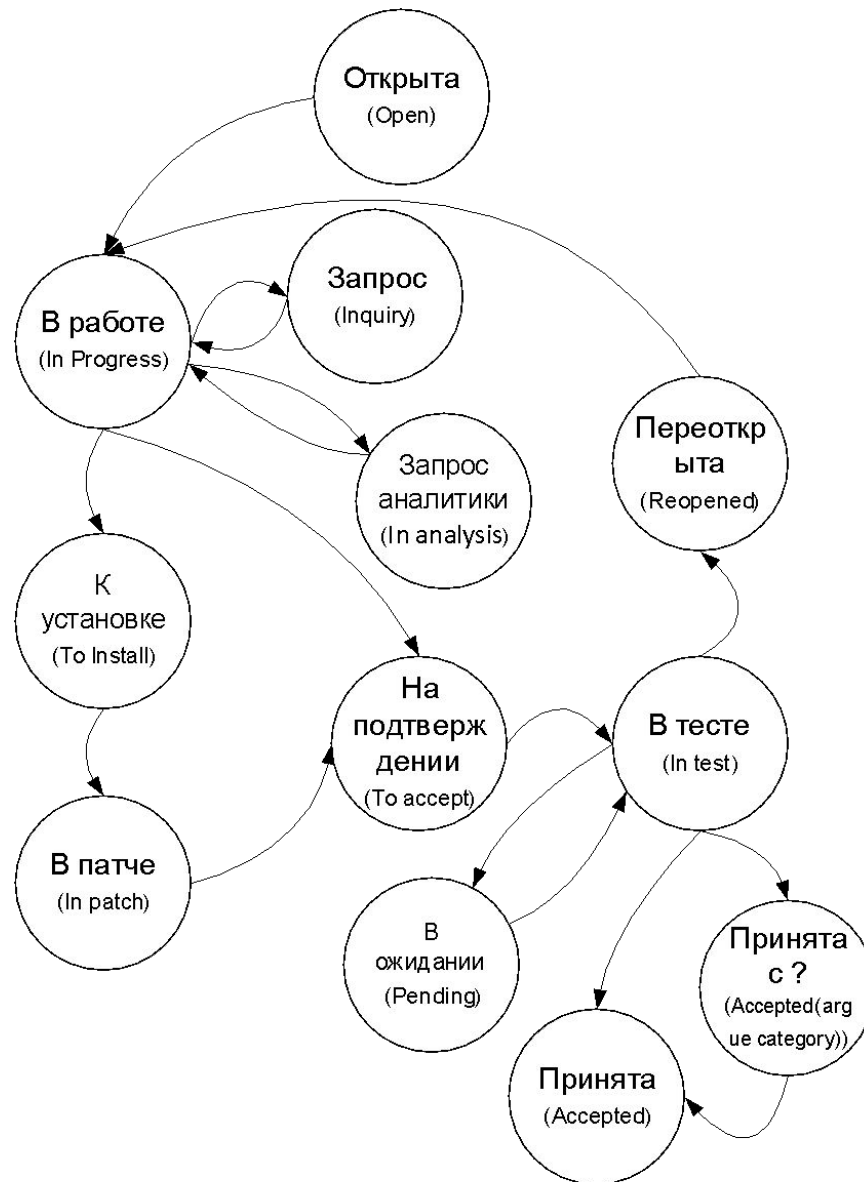 Открыта
(Open)
Запрос
(Inquiry)
В работе
(In Progress)
Переоткр
ыта
(Reopened)
Запрос
аналитики
(In analysis)
К
установке
(To Install)
На
подтверж
дении
(To accept)
В тесте
(In test)
В патче
(In patch)
В
ожидании
(Pending)
Принята
с ?
(Accepted(arg
ue category))
Принята
(Accepted)